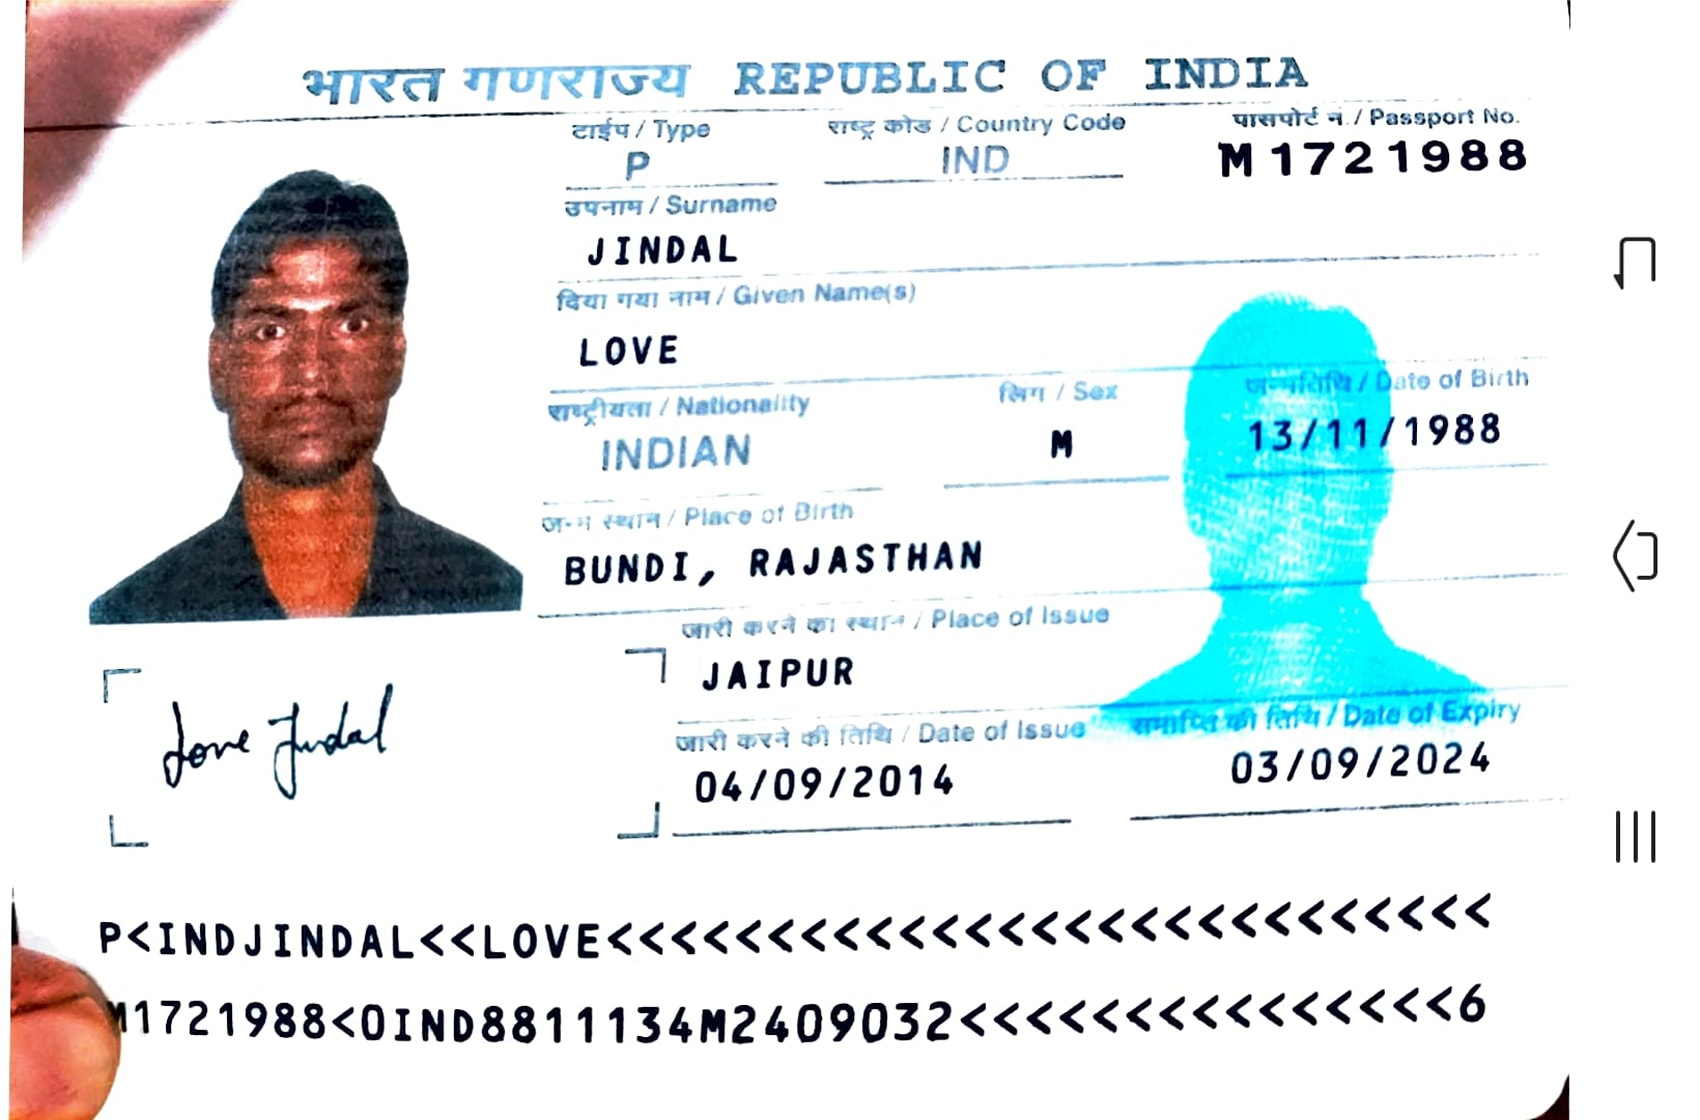 भारत गणराज्य REPUBLIC OF INDIA
टाईप / Type राष्ट्र कोड / Country Code पासपोर्ट नं. / Passport No.
P IND M1721988
उपनाम / Surname
JINDAL
दिया गया नाम / Given Name(s)
LOVE
राष्ट्रीयता / Nationality लिंग / Sex जन्मतिथि / Date of Birth
INDIAN M 13/11/1988
जन्म स्थान / Place of Birth
BUNDI, RAJASTHAN
जारी करने का स्थान / Place of Issue
JAIPUR
जारी करने की तिथि / Date of Issue समाप्ति की तिथि / Date of Expiry
04/09/2014 03/09/2024
Love Jindal
P<INDJINDAL<<LOVE<<<<<<<<<<<<<<<<<<<<<<<<<<<
M1721988<0IND8811134M2409032<<<<<<<<<<<<<<<6